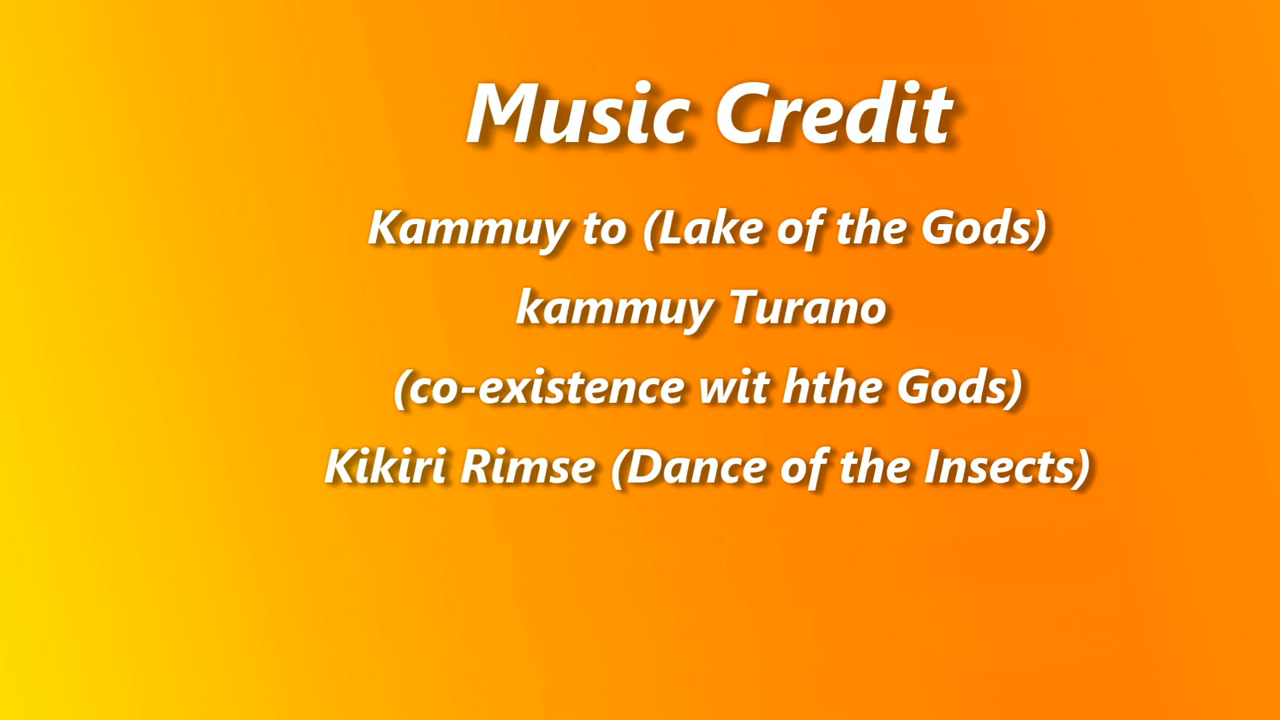 Music Credit
Kammuy to (Lake of the Gods)
kammuy Turano
(co-existence wit hthe Gods)
Kikiri Rimse (Dance of the Insects)